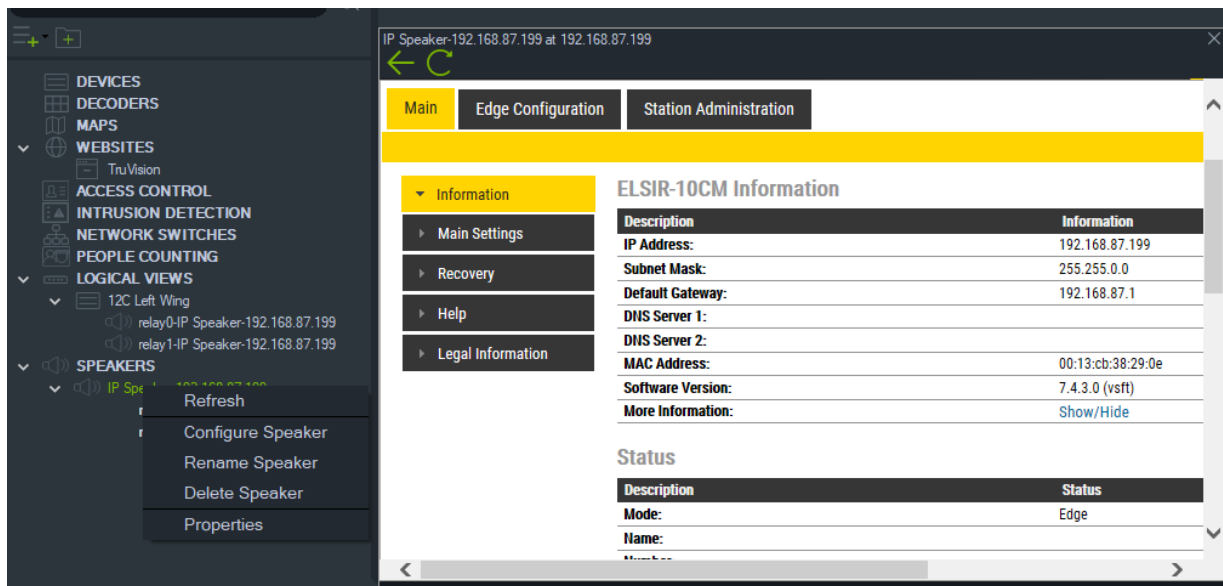 DEVICES
DECODERS
MAPS
WEBSITES
TruVision
ACCESS CONTROL
INTRUSION DETECTION
NETWORK SWITCHES
PEOPLE COUNTING
LOGICAL VIEWS
12C Left Wing
relay0-IP Speaker-192.168.87.199
relay1-IP Speaker-192.168.87.199
SPEAKERS
IP Speaker-192.168.87.199
Refresh
Configure Speaker
Rename Speaker
Delete Speaker
Properties
IP Speaker-192.168.87.199 at 192.168.87.199
Main Edge Configuration Station Administration
Information
Main Settings
Recovery
Help
Legal Information
ELSIR-10CM Information
Description Information
IP Address: 192.168.87.199
Subnet Mask: 255.255.0.0
Default Gateway: 192.168.87.1
DNS Server 1:
DNS Server 2:
MAC Address: 00:13:cb:38:29:0e
Software Version: 7.4.3.0 (vsft)
More Information: Show/Hide
Status
Description Status
Mode: Edge
Name: